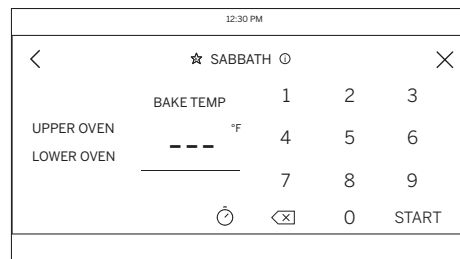 12:30 PM
SABBATH
BAKE TEMP
1 2 3
UPPER OVEN
--- °F
4 5 6
LOWER OVEN
7 8 9
0 START